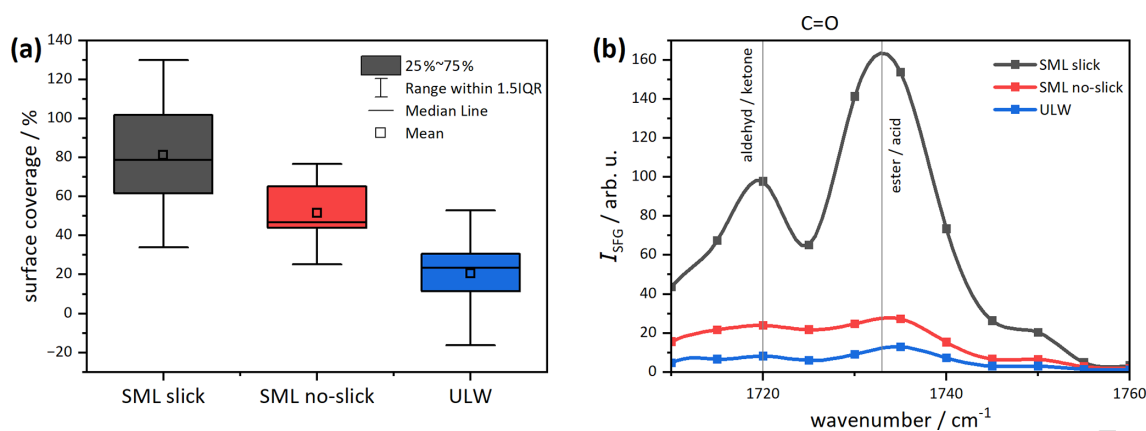 (a)
surface coverage / %
140
120
100
80
60
40
20
0
−20
25%~75%
Range within 1.5IQR
Median Line
Mean
SML slick
SML no-slick
ULW
(b)
C=O
I_SFG / arb. u.
160
140
120
100
80
60
40
20
0
aldehyd / ketone
ester / acid
SML slick
SML no-slick
ULW
1720
1740
1760
wavenumber / cm⁻¹